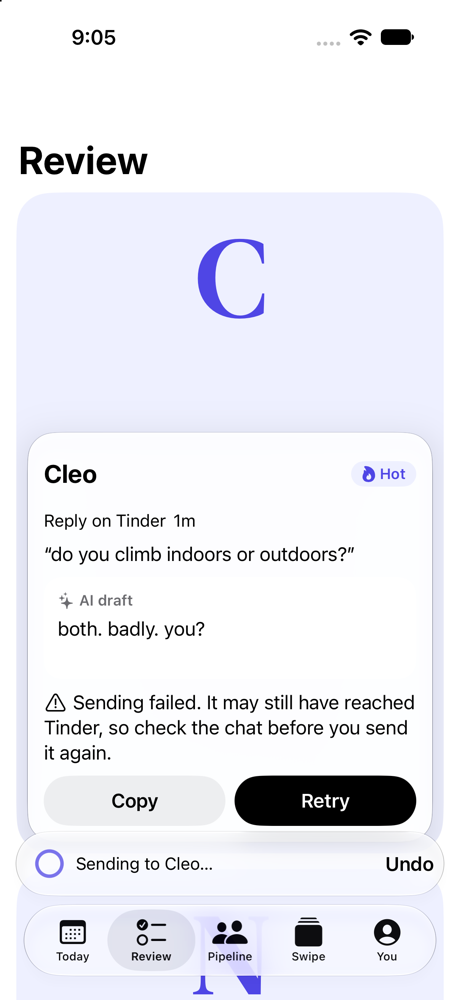 9:05
Review
C
Cleo
Hot
Reply on Tinder 1m
“do you climb indoors or outdoors?”
AI draft
both. badly. you?
Sending failed. It may still have reached
Tinder, so check the chat before you send
it again.
Copy Retry
Sending to Cleo... Undo
N
Today Review Pipeline Swipe You